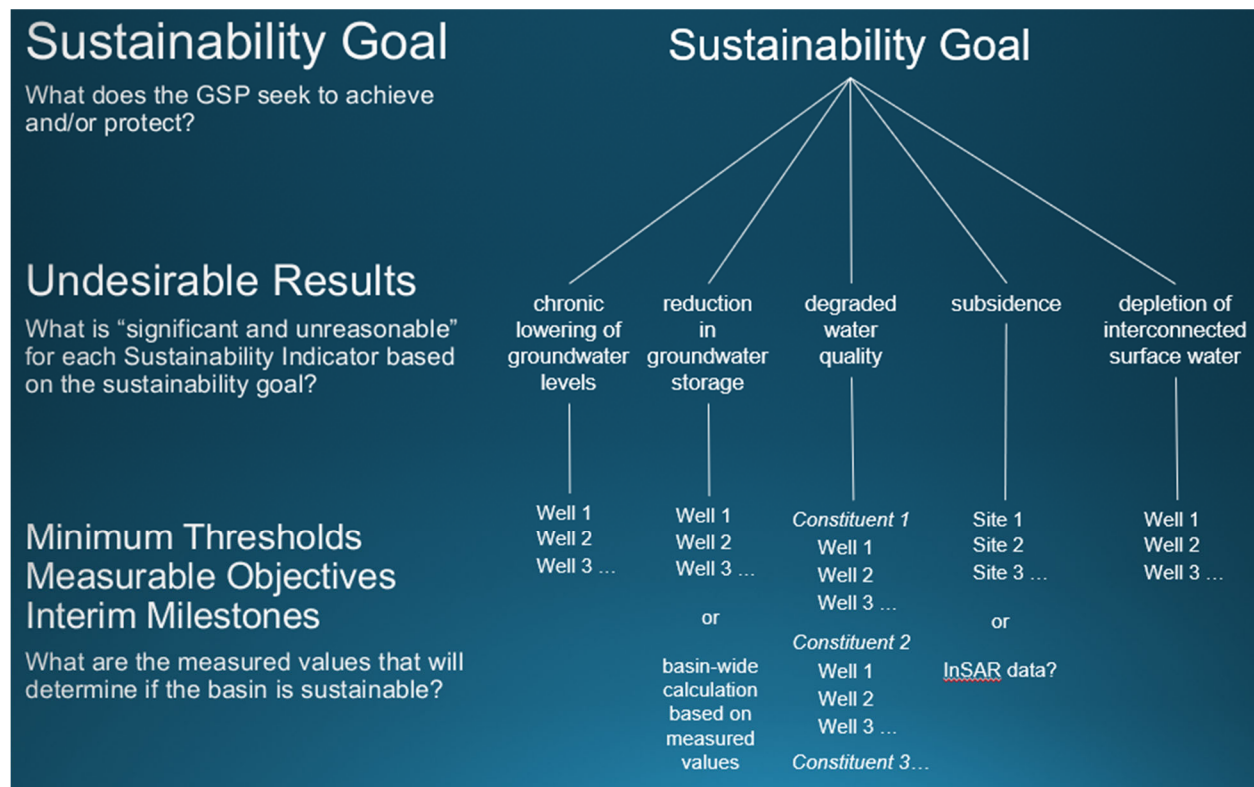 Sustainability Goal
What does the GSP seek to achieve
and/or protect?
Sustainability Goal
Undesirable Results
What is “significant and unreasonable”
for each Sustainability Indicator based
on the sustainability goal?
chronic
lowering of
groundwater
levels
reduction
in
groundwater
storage
degraded
water
quality
subsidence
depletion of
interconnected
surface water
Minimum Thresholds
Measurable Objectives
Interim Milestones
What are the measured values that will
determine if the basin is sustainable?
Well 1
Well 2
Well 3 ...
Well 1
Well 2
Well 3 ...
or
basin-wide
calculation
based on
measured
values
Constituent 1
Well 1
Well 2
Well 3 ...
Constituent 2
Well 1
Well 2
Well 3 ...
Constituent 3...
Site 1
Site 2
Site 3 ...
or
InSAR data?
Well 1
Well 2
Well 3 ...